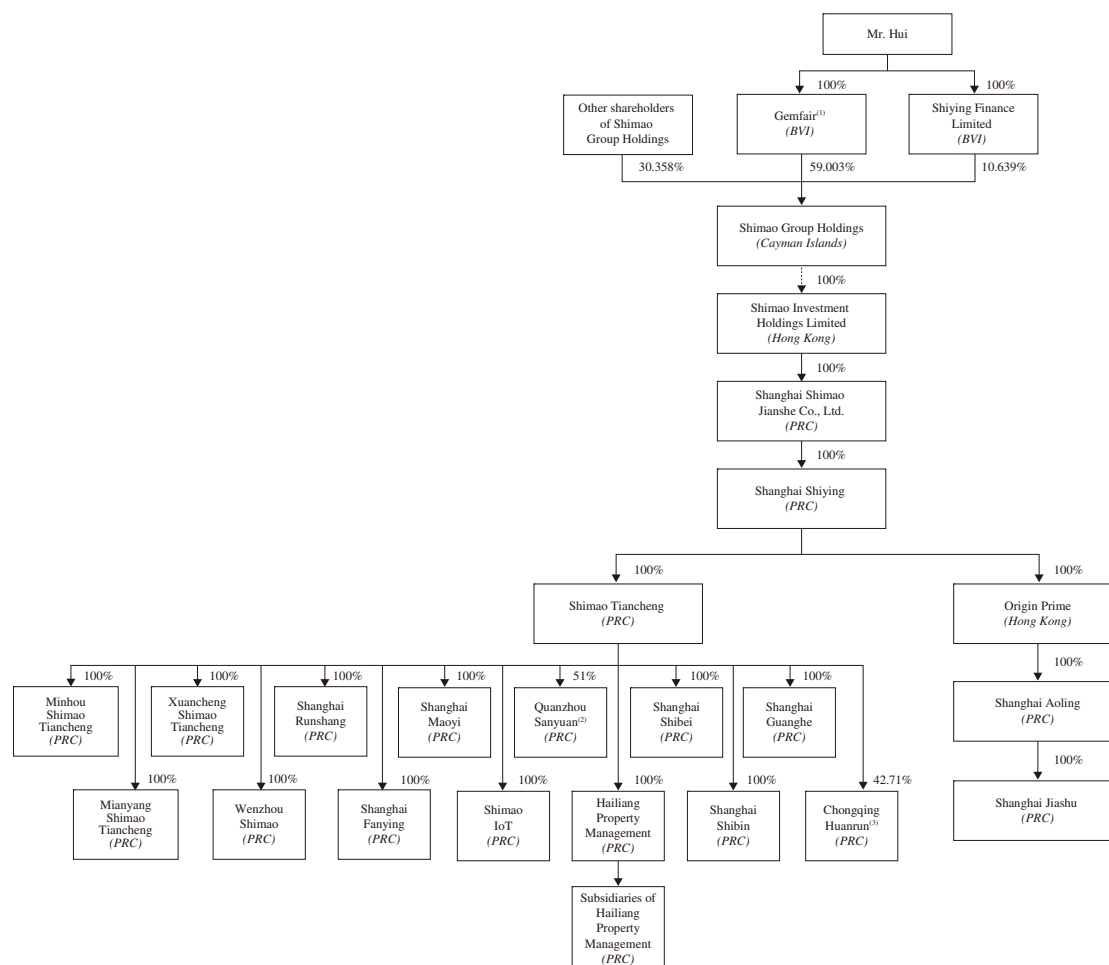 Mr. Hui
100%
100%
Other shareholders
of Shimao
Group Holdings
Gemfair(1)
(BVI)
Shiying Finance
Limited
(BVI)
30.358%
59.003%
10.639%
Shimao Group Holdings
(Cayman Islands)
100%
Shimao Investment
Holdings Limited
(Hong Kong)
100%
Shanghai Shimao
Jianshe Co., Ltd.
(PRC)
100%
Shanghai Shiying
(PRC)
100%
100%
Shimao Tiancheng
(PRC)
Origin Prime
(Hong Kong)
100%
100%
100%
100%
51%
100%
100%
100%
Minhou
Shimao
Tiancheng
(PRC)
Xuancheng
Shimao
Tiancheng
(PRC)
Shanghai
Runshang
(PRC)
Shanghai
Maoyi
(PRC)
Quanzhou
Sanyuan(2)
(PRC)
Shanghai
Shibei
(PRC)
Shanghai
Guanghe
(PRC)
Shanghai Aoling
(PRC)
100%
100%
100%
100%
100%
100%
42.71%
100%
Mianyang
Shimao
Tiancheng
(PRC)
Wenzhou
Shimao
(PRC)
Shanghai
Fanying
(PRC)
Shimao
IoT
(PRC)
Hailiang
Property
Management
(PRC)
Shanghai
Shibin
(PRC)
Chongqing
Huanrun(3)
(PRC)
Shanghai Jiashu
(PRC)
Subsidiaries of
Hailiang
Property
Management
(PRC)